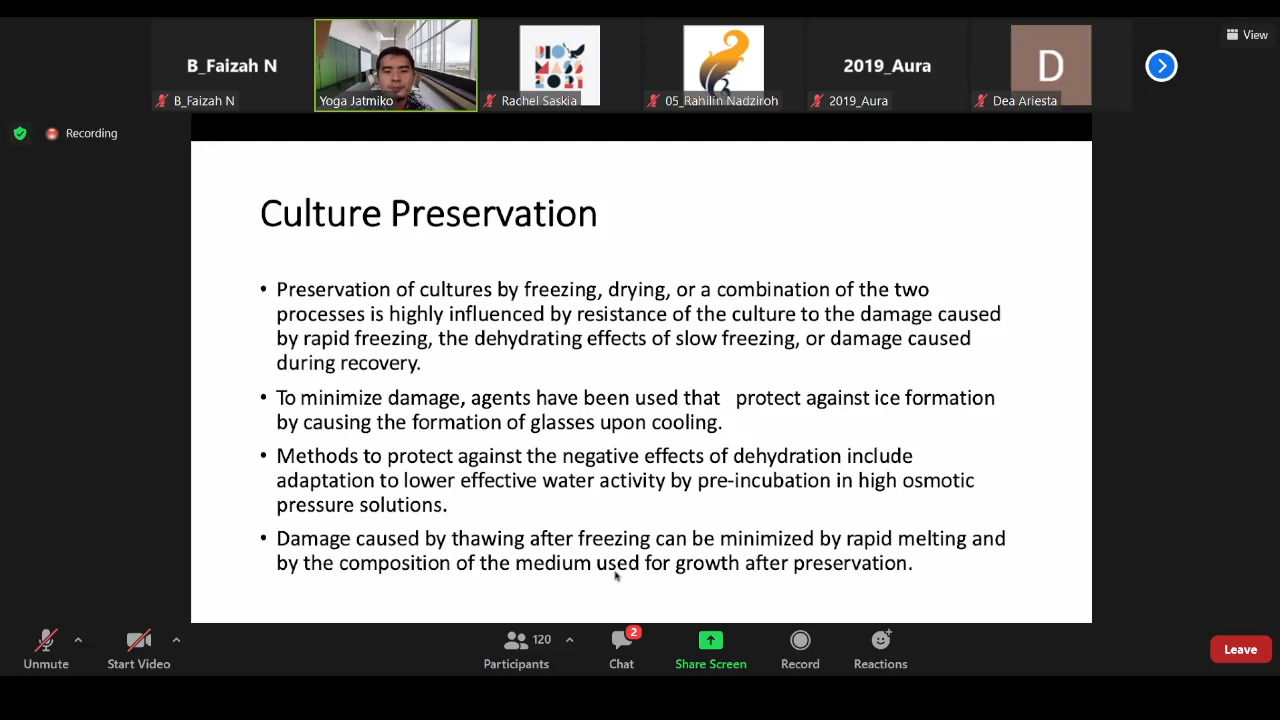 B_Faizah N
2019_Aura
D
View
B_Faizah N
Yoga Jatmiko
Rachel Saskia
05_Rahilin Nadziroh
2019_Aura
Dea Ariesta
BIO
MASS
2021
Recording
Culture Preservation
• Preservation of cultures by freezing, drying, or a combination of the two
processes is highly influenced by resistance of the culture to the damage caused
by rapid freezing, the dehydrating effects of slow freezing, or damage caused
during recovery.
• To minimize damage, agents have been used that protect against ice formation
by causing the formation of glasses upon cooling.
• Methods to protect against the negative effects of dehydration include
adaptation to lower effective water activity by pre-incubation in high osmotic
pressure solutions.
• Damage caused by thawing after freezing can be minimized by rapid melting and
by the composition of the medium used for growth after preservation.
120
2
Unmute
Start Video
Participants
Chat
Share Screen
Record
Reactions
Leave